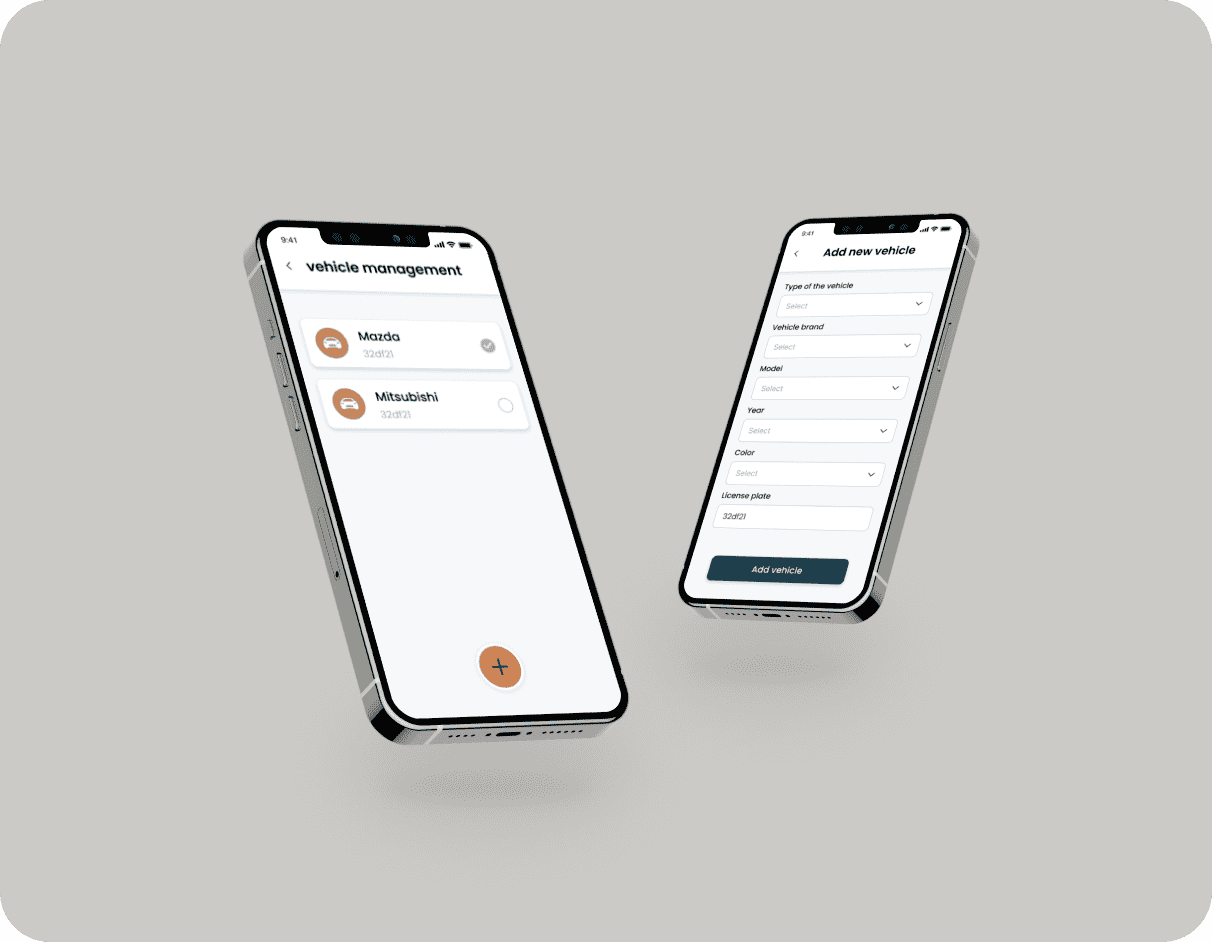 9:41
vehicle management
Mazda
32df21
Mitsubishi
32df21
9:41
Add new vehicle
Type of the vehicle
Select
Vehicle brand
Select
Model
Select
Year
Select
Color
Select
License plate
32df21
Add vehicle